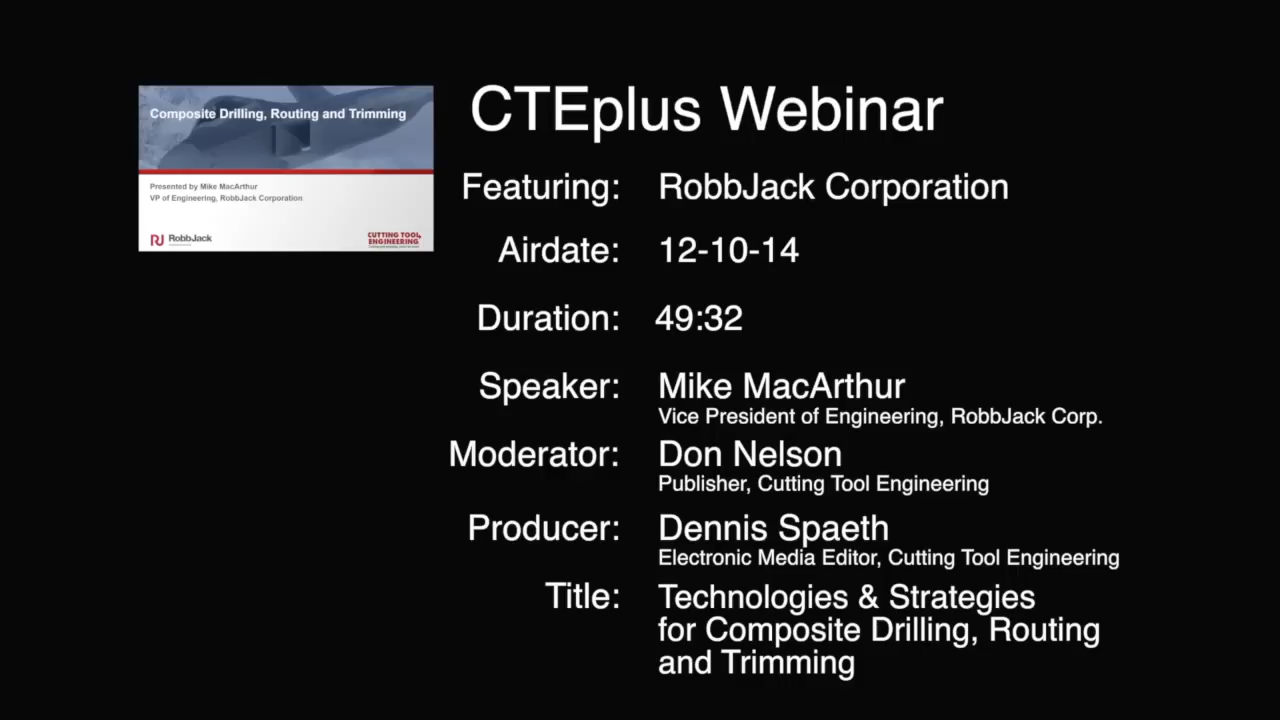 Composite Drilling, Routing and Trimming
Presented by Mike MacArthur
VP of Engineering, RobbJack Corporation
RJ RobbJack
CUTTING TOOL
ENGINEERING
CTEplus Webinar
Featuring: RobbJack Corporation
Airdate: 12-10-14
Duration: 49:32
Speaker: Mike MacArthur
Vice President of Engineering, RobbJack Corp.
Moderator: Don Nelson
Publisher, Cutting Tool Engineering
Producer: Dennis Spaeth
Electronic Media Editor, Cutting Tool Engineering
Title: Technologies & Strategies
for Composite Drilling, Routing
and Trimming